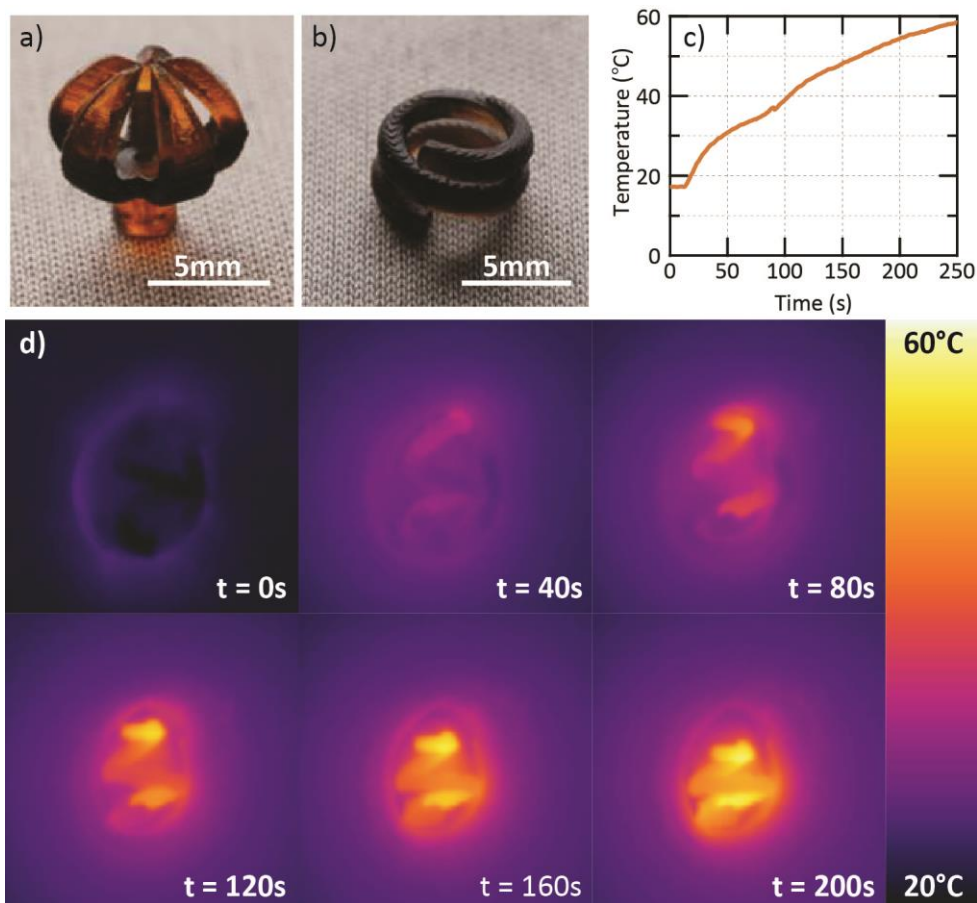 a)
5mm
b)
5mm
c)
Temperature (°C)
60
40
20
0
0 50 100 150 200 250
Time (s)
d)
t = 0s
t = 40s
t = 80s
60°C
t = 120s
t = 160s
t = 200s
20°C